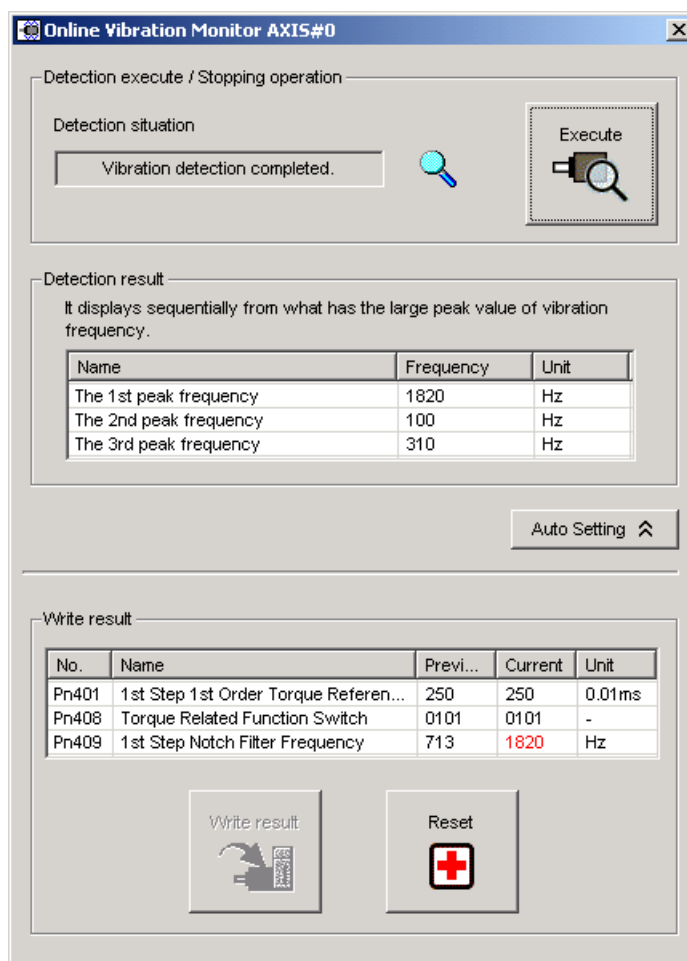 Online Vibration Monitor AXIS#0
Detection execute / Stopping operation
Detection situation
Vibration detection completed.
Execute
Detection result
It displays sequentially from what has the large peak value of vibration
frequency.
Name Frequency Unit
The 1st peak frequency 1820 Hz
The 2nd peak frequency 100 Hz
The 3rd peak frequency 310 Hz
Auto Setting
Write result
No. Name Previ... Current Unit
Pn401 1st Step 1st Order Torque Referen... 250 250 0.01ms
Pn408 Torque Related Function Switch 0101 0101 -
Pn409 1st Step Notch Filter Frequency 713 1820 Hz
Write result
Reset